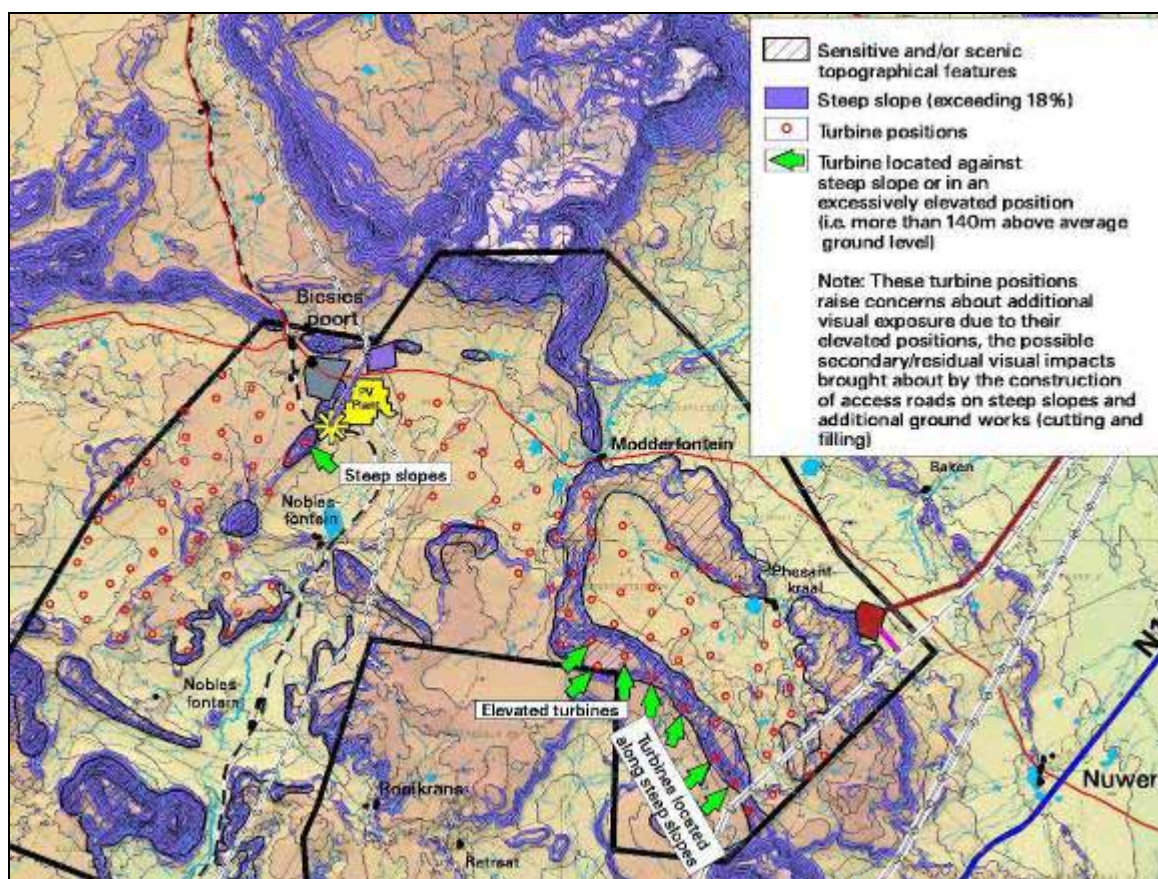 Sensitive and/or scenic
topographical features
Steep slope (exceeding 18%)
Turbine positions
Turbine located against
steep slope or in an
excessively elevated position
(i.e. more than 140m above average
ground level)
Note: These turbine positions
raise concerns about additional
visual exposure due to their
elevated positions, the possible
secondary/residual visual impacts
brought about by the construction
of access roads on steep slopes and
additional ground works (cutting and
filling)
poort
PV
Plant
Modderfontein
Steep slopes
Baken
Nobles-
fontein
kraal
N1
Nobles-
fontein
Elevated turbines
Turbines located
along steep slopes
Rooikrans
Nuwer
Retreat